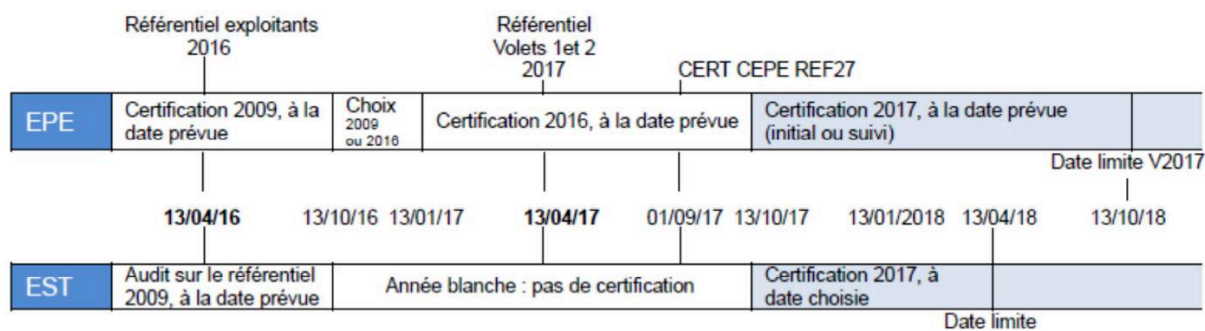 Référentiel exploitants
2016
Référentiel
Volets 1et 2
2017
CERT CEPE REF27
EPE
Certification 2009, à la
date prévue
Choix
2009
ou 2016
Certification 2016, à la date prévue
Certification 2017, à la date prévue
(initial ou suivi)
Date limite V2017
13/04/16
13/10/16
13/01/17
13/04/17
01/09/17
13/10/17
13/01/2018
13/04/18
13/10/18
EST
Audit sur le référentiel
2009, à la date prévue
Année blanche : pas de certification
Certification 2017, à
date choisie
Date limite